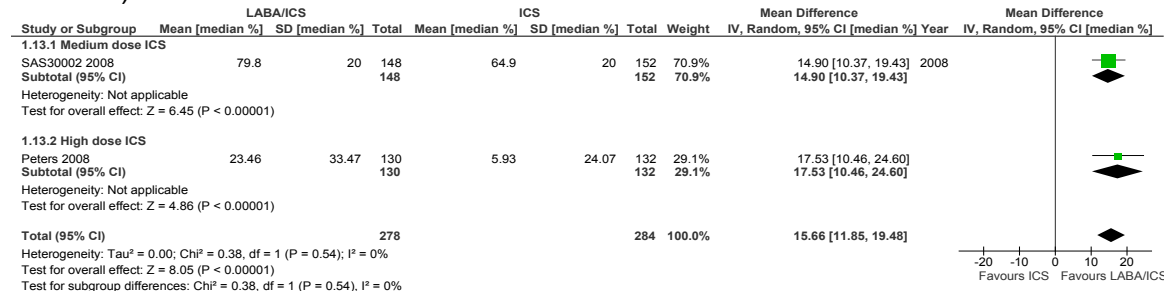 LABA/ICS ICS Mean Difference Mean Difference
Study or Subgroup Mean [median %] SD [median %] Total Mean [median %] SD [median %] Total Weight IV, Random, 95% CI [median %] Year IV, Random, 95% CI [median %]
1.13.1 Medium dose ICS
SAS30002 2008 79.8 20 148 64.9 20 152 70.9% 14.90 [10.37, 19.43] 2008
Subtotal (95% CI) 148 152 70.9% 14.90 [10.37, 19.43]
Heterogeneity: Not applicable
Test for overall effect: Z = 6.45 (P < 0.00001)
1.13.2 High dose ICS
Peters 2008 23.46 33.47 130 5.93 24.07 132 29.1% 17.53 [10.46, 24.60]
Subtotal (95% CI) 130 132 29.1% 17.53 [10.46, 24.60]
Heterogeneity: Not applicable
Test for overall effect: Z = 4.86 (P < 0.00001)
Total (95% CI) 278 284 100.0% 15.66 [11.85, 19.48]
Heterogeneity: Tau² = 0.00; Chi² = 0.38, df = 1 (P = 0.54); I² = 0%
Test for overall effect: Z = 8.05 (P < 0.00001)
Test for subgroup differences: Chi² = 0.38, df = 1 (P = 0.54), I² = 0%
-20 -10 0 10 20
Favours ICS Favours LABA/ICS